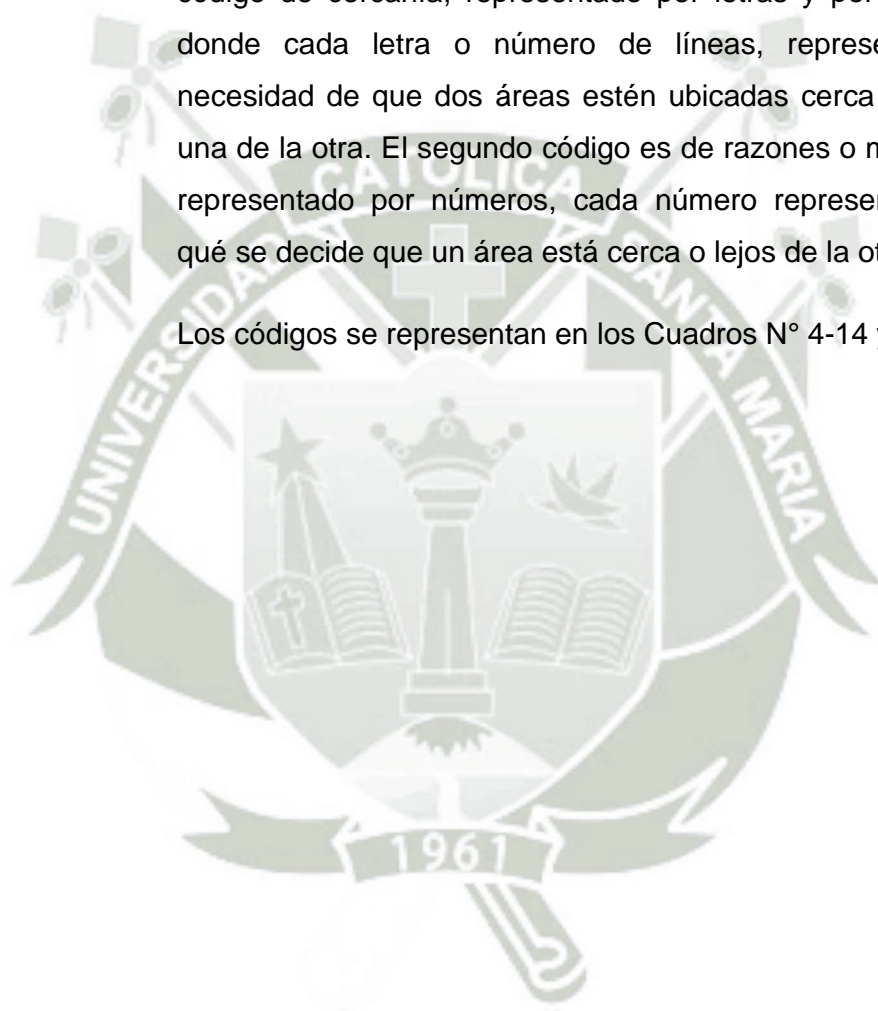 código de cercanía, representado por letras y por
donde cada letra o número de líneas,
necesidad de que dos áreas estén ubicadas cerca
una de la otra. El segundo código es de razones o
representado por números, cada número
qué se decide que un área está cerca o lejos de la
Los códigos se representan en los Cuadros N° 4-14
UNIVERSIDAD CATOLICA SANTA MARIA
1961